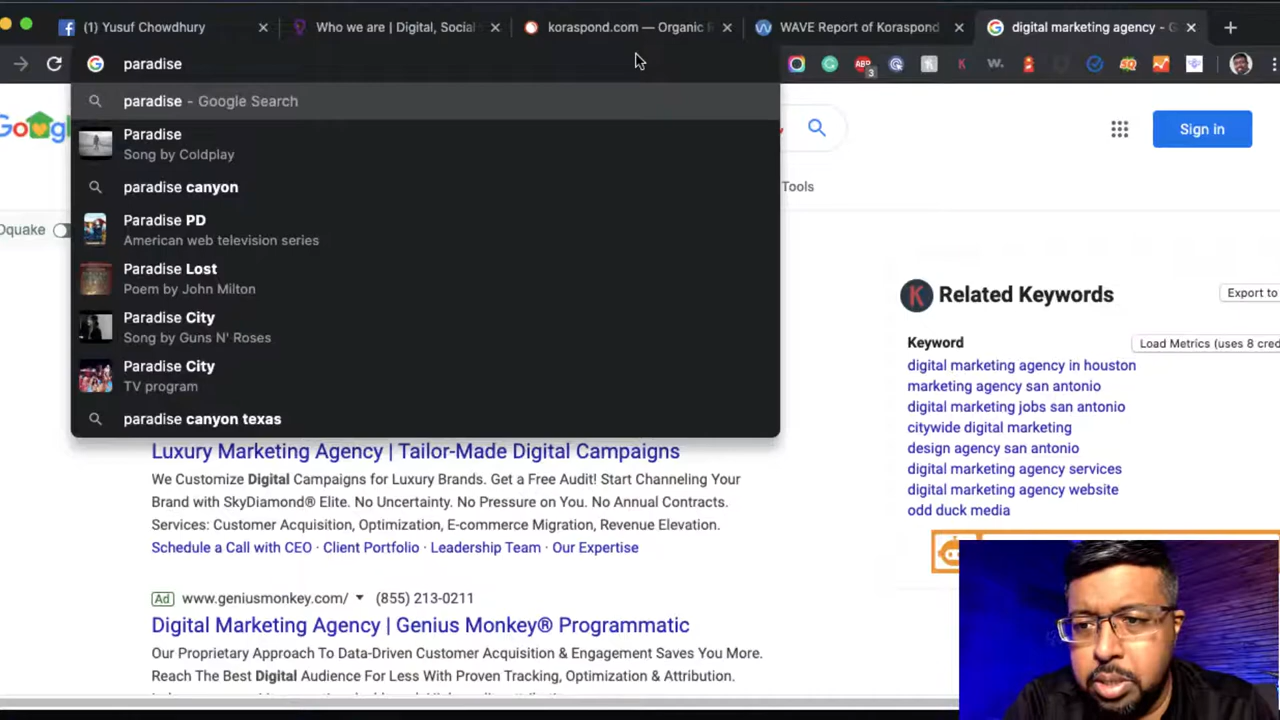 (1) Yusuf Chowdhury
Who we are | Digital, Social
koraspond.com — Organic
WAVE Report of Koraspond
digital marketing agency - G
paradise
3
paradise - Google Search
Paradise
Song by Coldplay
paradise canyon
Paradise PD
American web television series
Paradise Lost
Poem by John Milton
Paradise City
Song by Guns N' Roses
Paradise City
TV program
paradise canyon texas
Sign in
Tools
Oquake
Luxury Marketing Agency | Tailor-Made Digital Campaigns
We Customize Digital Campaigns for Luxury Brands. Get a Free Audit! Start Channeling Your
Brand with SkyDiamond® Elite. No Uncertainty. No Pressure on You. No Annual Contracts.
Services: Customer Acquisition, Optimization, E-commerce Migration, Revenue Elevation.
Schedule a Call with CEO · Client Portfolio · Leadership Team · Our Expertise
Ad www.geniusmonkey.com/ (855) 213-0211
Digital Marketing Agency | Genius Monkey® Programmatic
Our Proprietary Approach To Data-Driven Customer Acquisition & Engagement Saves You More.
Reach The Best Digital Audience For Less With Proven Tracking, Optimization & Attribution.
K Related Keywords
Export to
Keyword
Load Metrics (uses 8 cred
digital marketing agency in houston
marketing agency san antonio
digital marketing jobs san antonio
citywide digital marketing
design agency san antonio
digital marketing agency services
digital marketing agency website
odd duck media